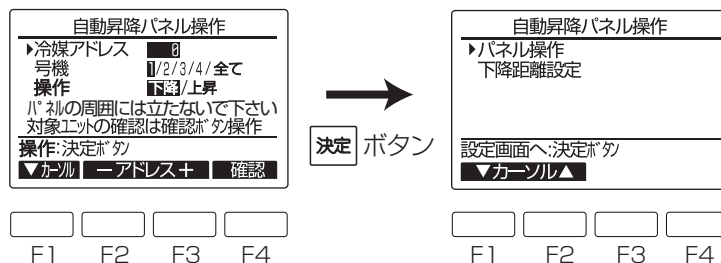 自動昇降パネル操作
▶冷媒アドレス 0
号機 1/2/3/4/全て
操作 下降/上昇
パネルの周囲には立たないで下さい
対象ユニットの確認は確認ボタン操作
操作:決定ボタン
▼カーソル －アドレス＋ 確認
F1 F2 F3 F4
決定 ボタン
自動昇降パネル操作
▶パネル操作
下降距離設定
設定画面へ:決定ボタン
▼カーソル▲
F1 F2 F3 F4